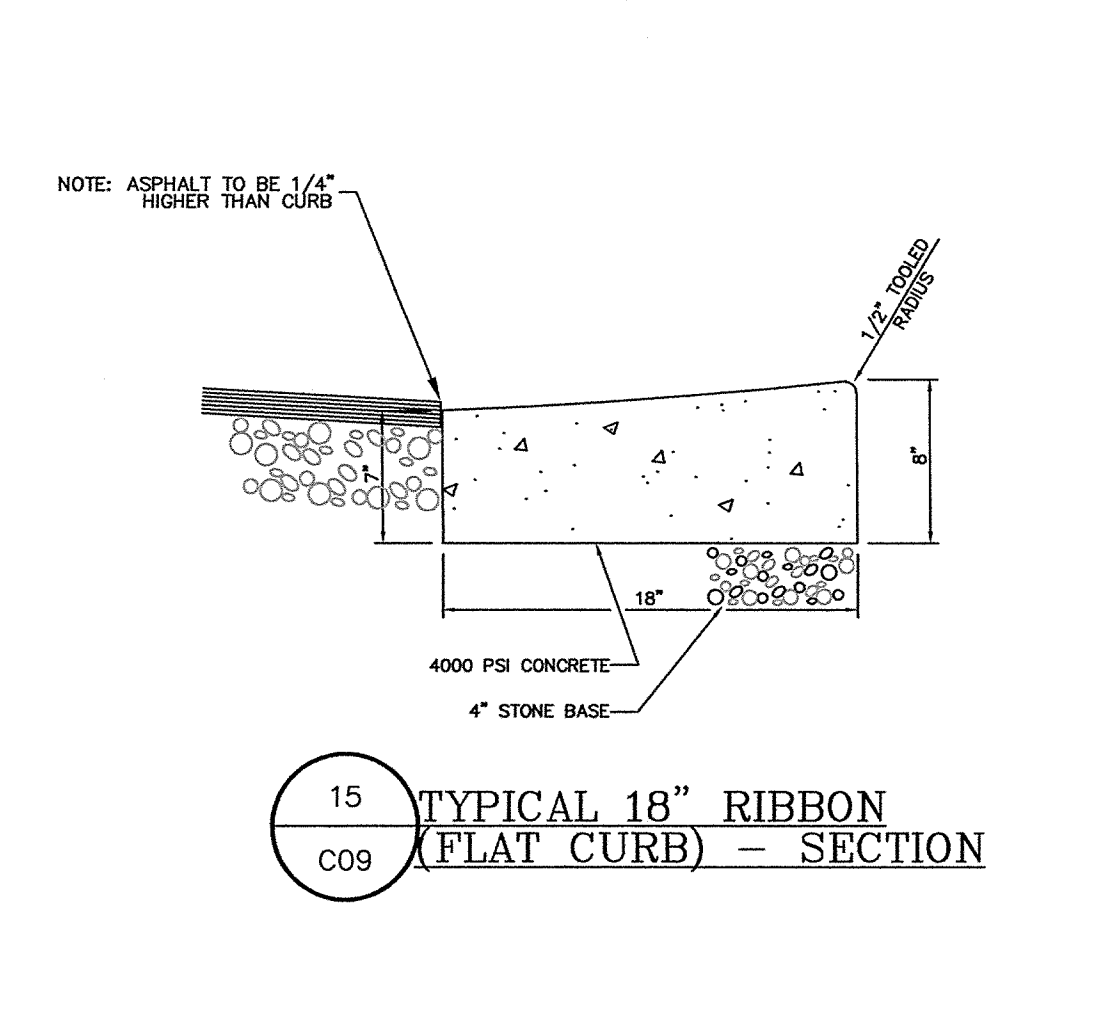 NOTE: ASPHALT TO BE 1/4"
HIGHER THAN CURB
1/2" TOOLED
RADIUS
7"
8"
18"
4000 PSI CONCRETE
4" STONE BASE
15
C09
TYPICAL 18" RIBBON
(FLAT CURB) - SECTION